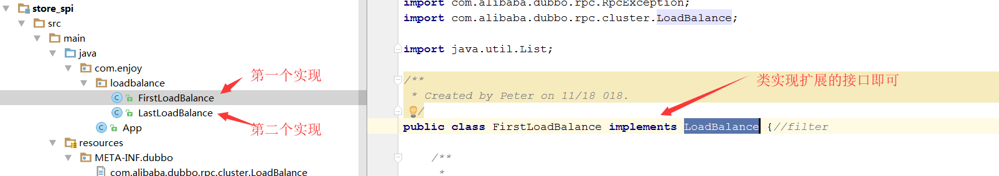 store_spi
src
main
java
com.enjoy
loadbalance
FirstLoadBalance
LastLoadBalance
App
resources
META-INF.dubbo
com.alibaba.dubbo.rpc.cluster.LoadBalance
第一个实现
第二个实现
import com.alibaba.dubbo.rpc.RpcException;
import com.alibaba.dubbo.rpc.cluster.LoadBalance;
import java.util.List;
/**
* Created by Peter on 11/18 018.
*/
类实现扩展的接口即可
public class FirstLoadBalance implements LoadBalance {//filter
/**
*